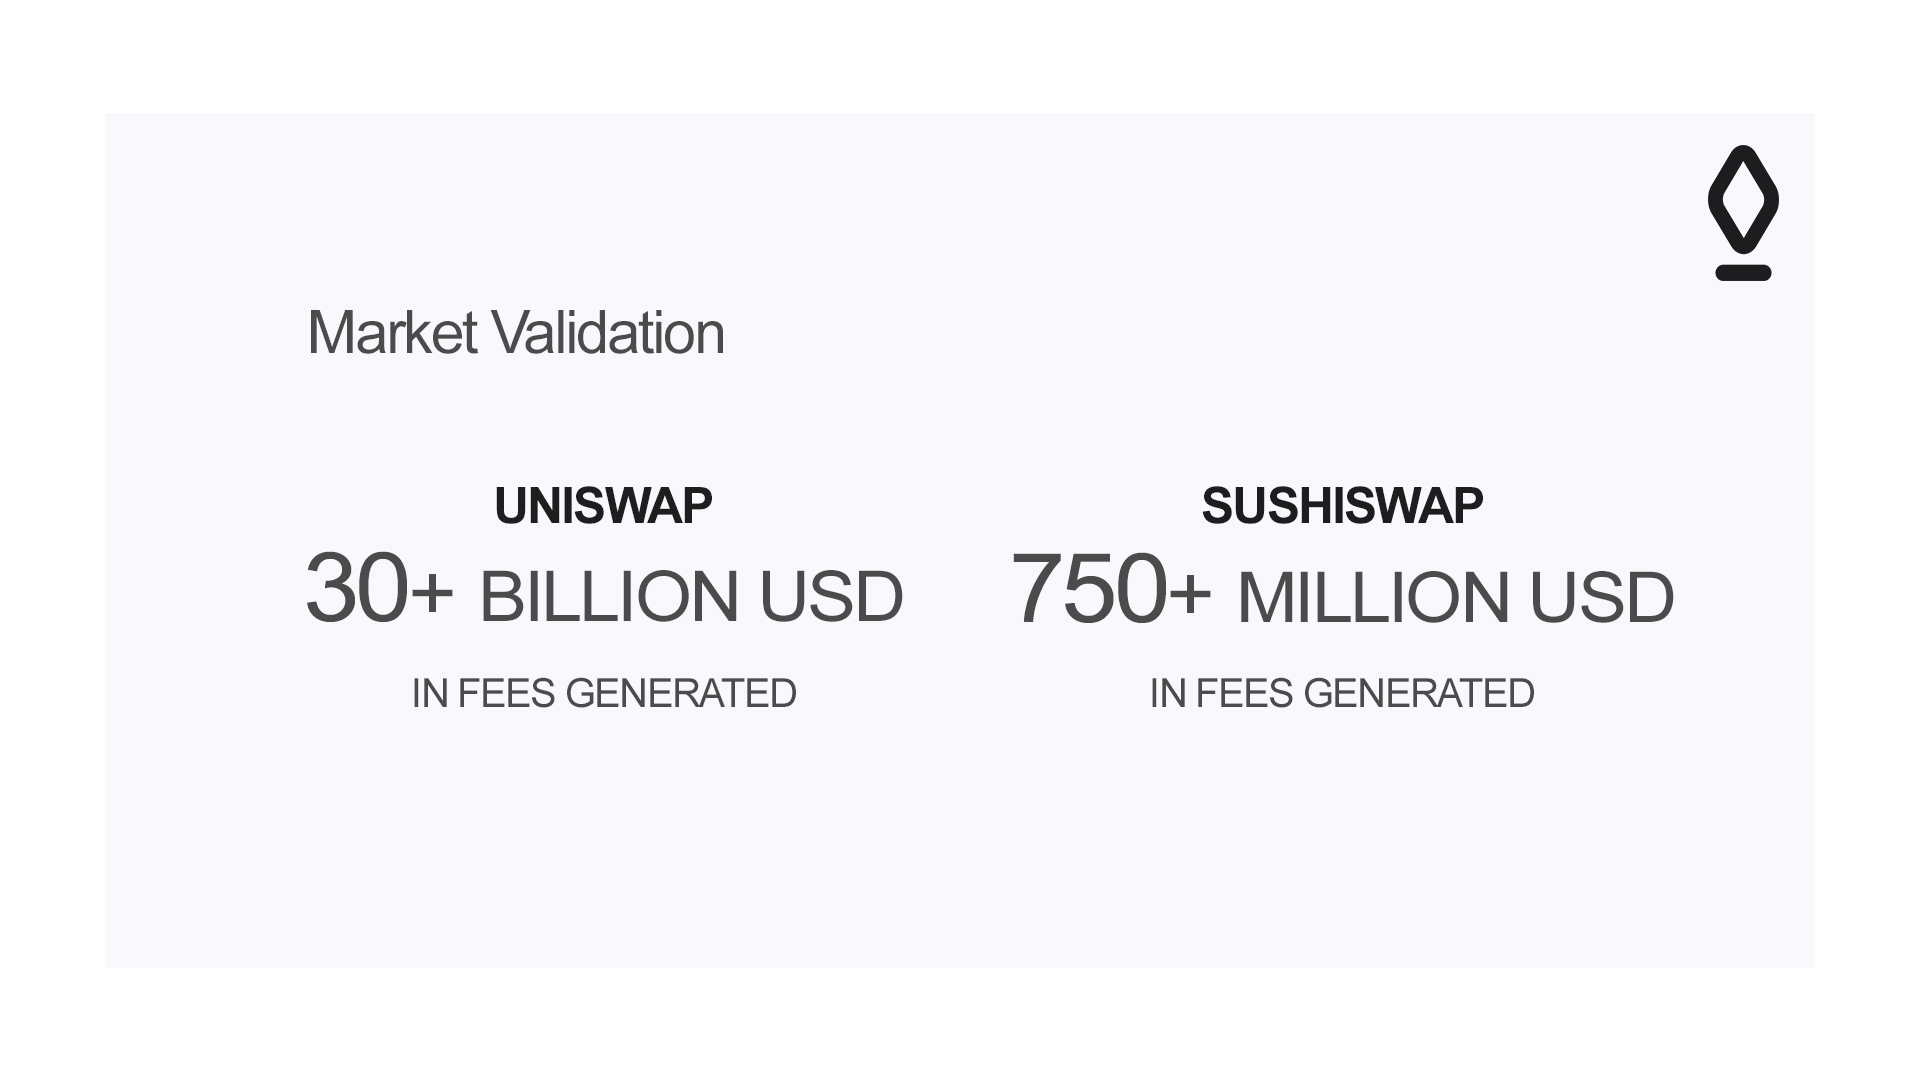 Market Validation
UNISWAP
30+ BILLION USD
IN FEES GENERATED
SUSHISWAP
750+ MILLION USD
IN FEES GENERATED